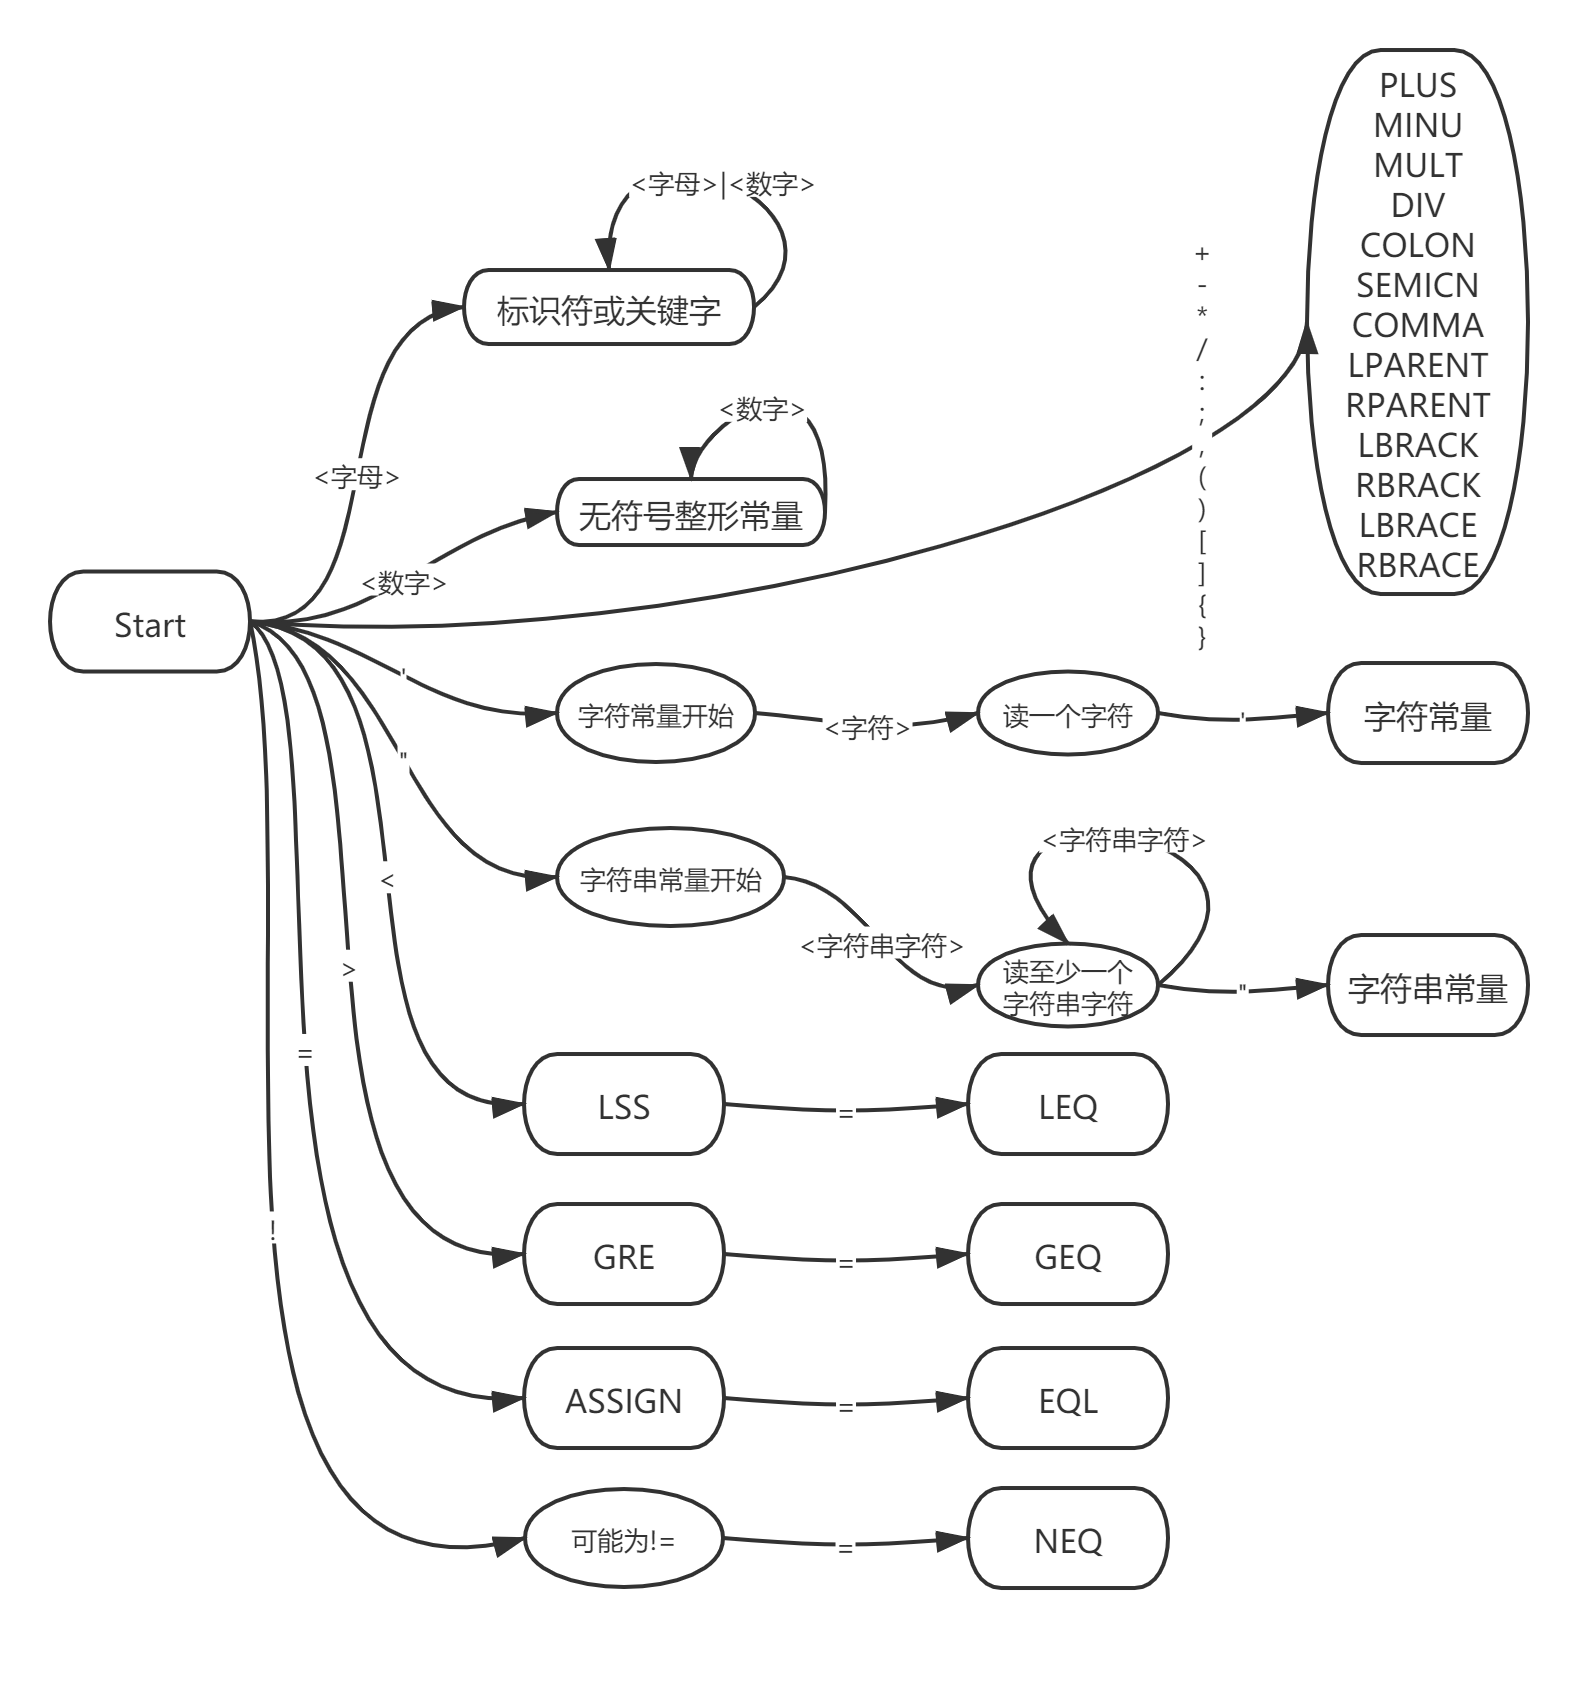 PLUS
MINU
MULT
DIV
COLON
SEMICN
COMMA
LPARENT
RPARENT
LBRACK
RBRACK
LBRACE
RBRACE
<字母>|<数字>
标识符或关键字
<字母>
<数字>
无符号整形常量
<数字>
+
-
*
/
:
;
,
(
)
[
]
{
}
Start
'
字符常量开始
<字符>
读一个字符
'
字符常量
"
字符串常量开始
<字符串字符>
<字符串字符>
读至少一个
字符串字符
"
字符串常量
<
LSS
=
LEQ
>
GRE
=
GEQ
=
ASSIGN
=
EQL
!
可能为!=
=
NEQ